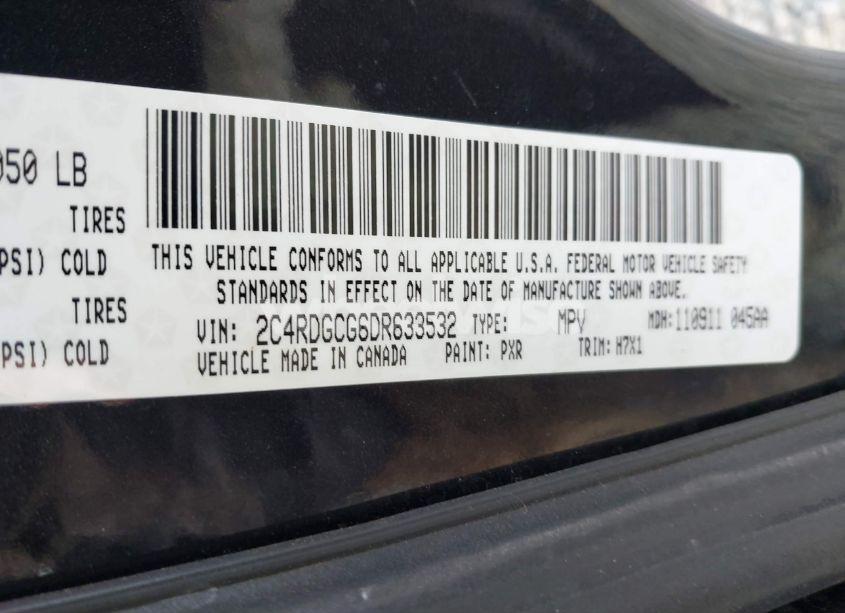 050 LB
TIRES
PSI) COLD
TIRES
PSI) COLD
THIS VEHICLE CONFORMS TO ALL APPLICABLE U.S.A. FEDERAL MOTOR VEHICLE SAFETY
STANDARDS IN EFFECT ON THE DATE OF MANUFACTURE SHOWN ABOVE.
VIN: 2C4RDGCG6DR633532 TYPE: MPV MDH: 110911 045AA
VEHICLE MADE IN CANADA PAINT: PXR TRIM: H7X1